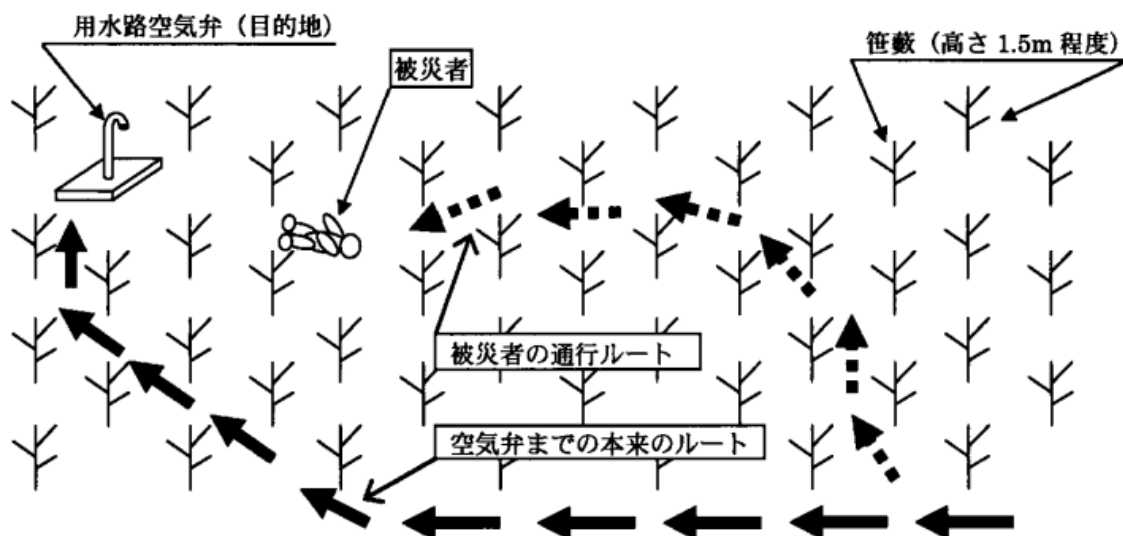 用水路空気弁（目的地）
被災者
笹藪（高さ 1.5m 程度）
被災者の通行ルート
空気弁までの本来のルート